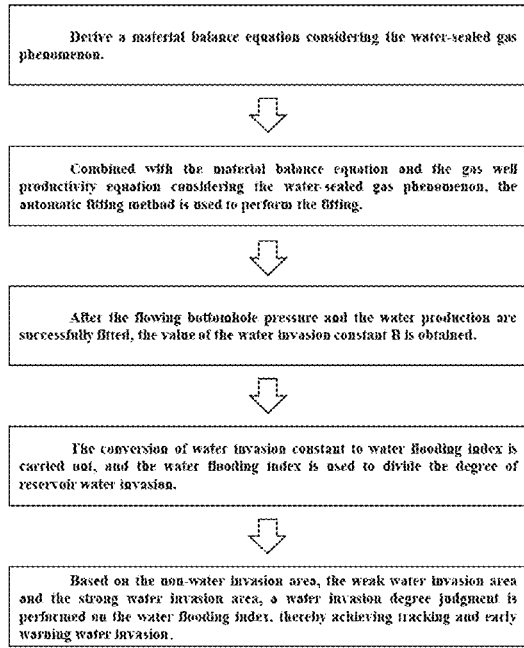 Derive a material balance equation considering the water-sealed gas
phenomenon.
Combined with the material balance equation and the gas well
productivity equation considering the water-sealed gas phenomenon, the
automatic fitting method is used to perform the fitting.
After the flowing bottomhole pressure and the water production are
successfully fitted, the value of the water invasion constant B is obtained.
The conversion of water invasion constant to water flooding index is
carried out, and the water flooding index is used to divide the degree of
reservoir water invasion.
Based on the non-water invasion area, the weak water invasion area
and the strong water invasion area, a water invasion degree judgment is
performed on the water flooding index, thereby achieving tracking and early
warning water invasion.